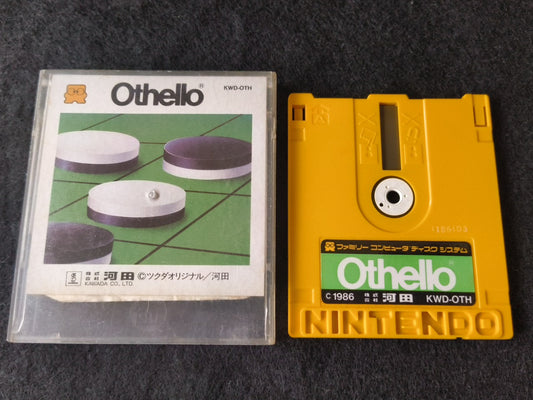 Othello®
KWD-OTH
株式会社 河田 ©ツクダオリジナル/河田
KAWADA CO., LTD.
ファミリー コンピュータ ディスク システム
Othello®
C 1986 株式会社 河田 KWD-OTH
NINTENDO